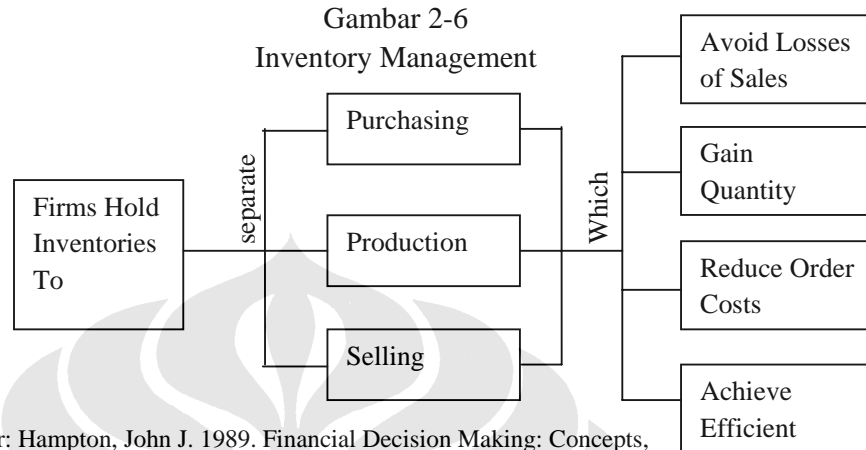 Gambar 2-6
Inventory Management
Firms Hold
Inventories
To
separate
Purchasing
Production
Selling
Which
Avoid Losses
of Sales
Gain
Quantity
Reduce Order
Costs
Achieve
Efficient
: Hampton, John J. 1989. Financial Decision Making: Concepts,